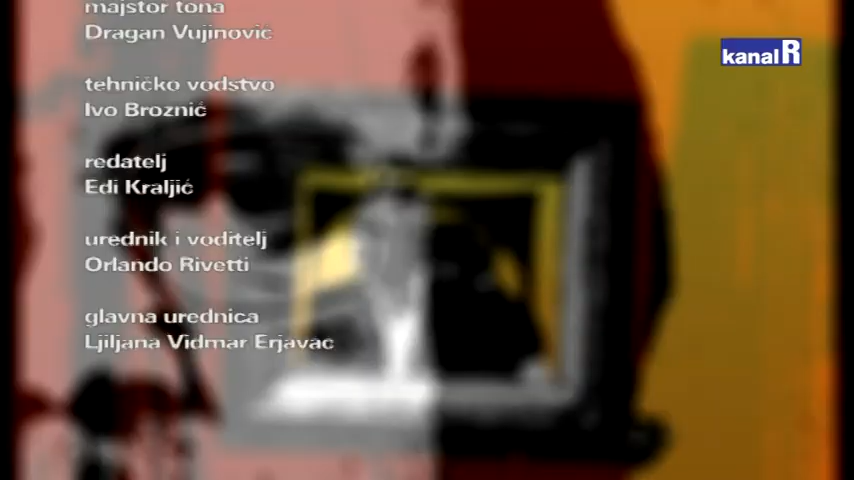 majstor tona
Dragan Vujinović
kanal R
tehničko vodstvo
Ivo Broznić
redatelj
Edi Kraljić
urednik i voditelj
Orlando Rivetti
glavna urednica
Ljiljana Vidmar Erjavac